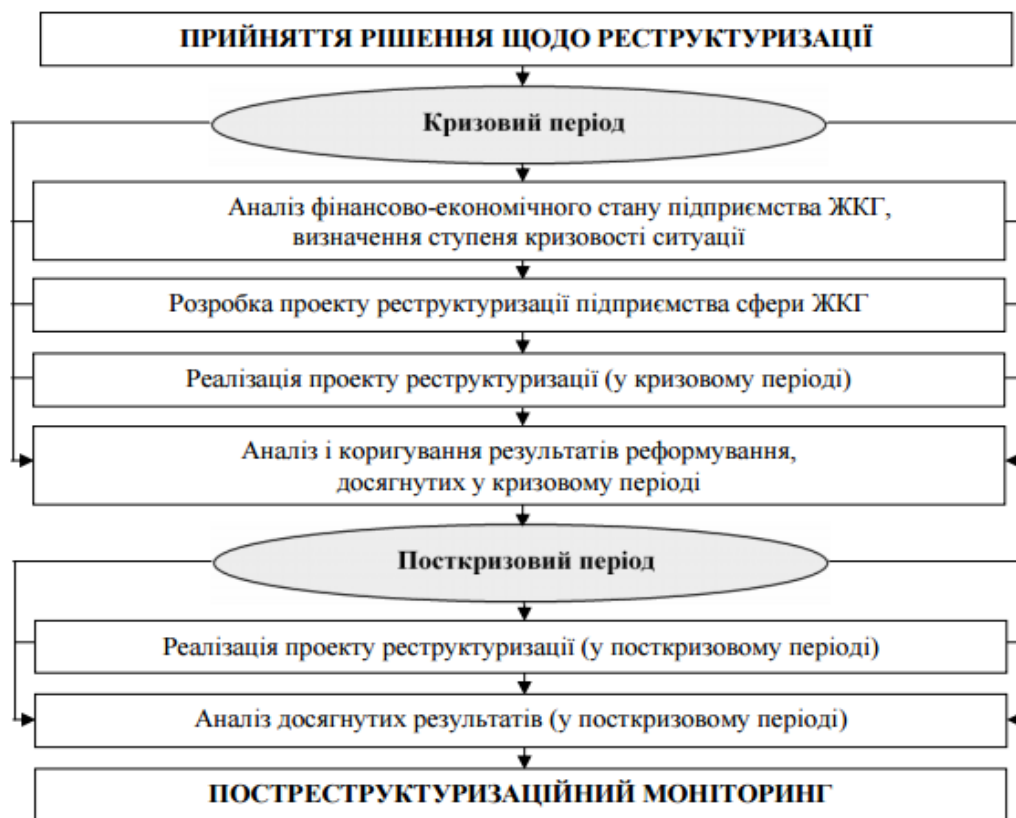 ПРИЙНЯТТЯ РІШЕННЯ ЩОДО РЕСТРУКТУРИЗАЦІЇ
Кризовий період
Аналіз фінансово-економічного стану підприємства ЖКГ,
визначення ступеня кризовості ситуації
Розробка проекту реструктуризації підприємства сфери ЖКГ
Реалізація проекту реструктуризації (у кризовому періоді)
Аналіз і коригування результатів реформування,
досягнутих у кризовому періоді
Посткризовий період
Реалізація проекту реструктуризації (у посткризовому періоді)
Аналіз досягнутих результатів (у посткризовому періоді)
ПОСТРЕСТРУКТУРИЗАЦІЙНИЙ МОНІТОРИНГ